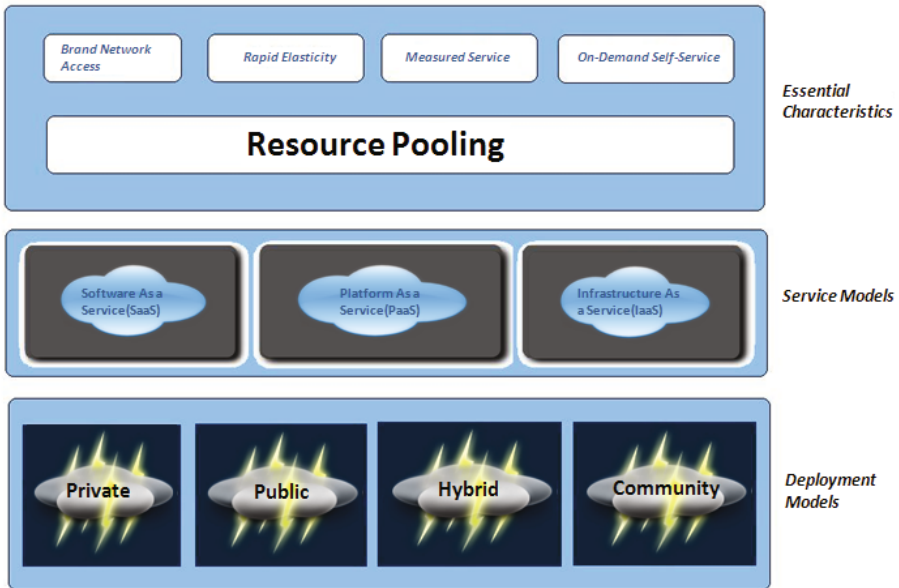 Brand Network
Access
Rapid Elasticity
Measured Service
On-Demand Self-Service
Resource Pooling
Essential
Characteristics
Software As a
Service(SaaS)
Platform As a
Service(PaaS)
Infrastructure As
a Service(IaaS)
Service Models
Private
Public
Hybrid
Community
Deployment
Models